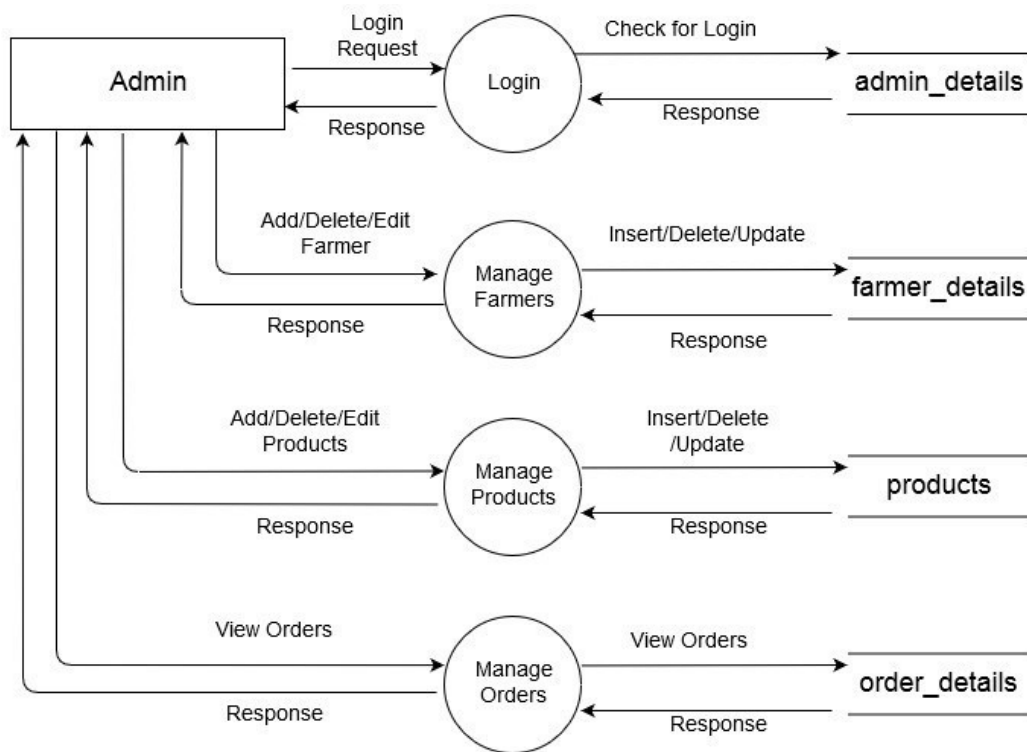 Login
Request
Check for Login
Admin
Login
admin_details
Response
Response
Add/Delete/Edit
Farmer
Insert/Delete/Update
Manage
Farmers
farmer_details
Response
Response
Add/Delete/Edit
Products
Insert/Delete
/Update
Manage
Products
products
Response
Response
View Orders
View Orders
Manage
Orders
order_details
Response
Response